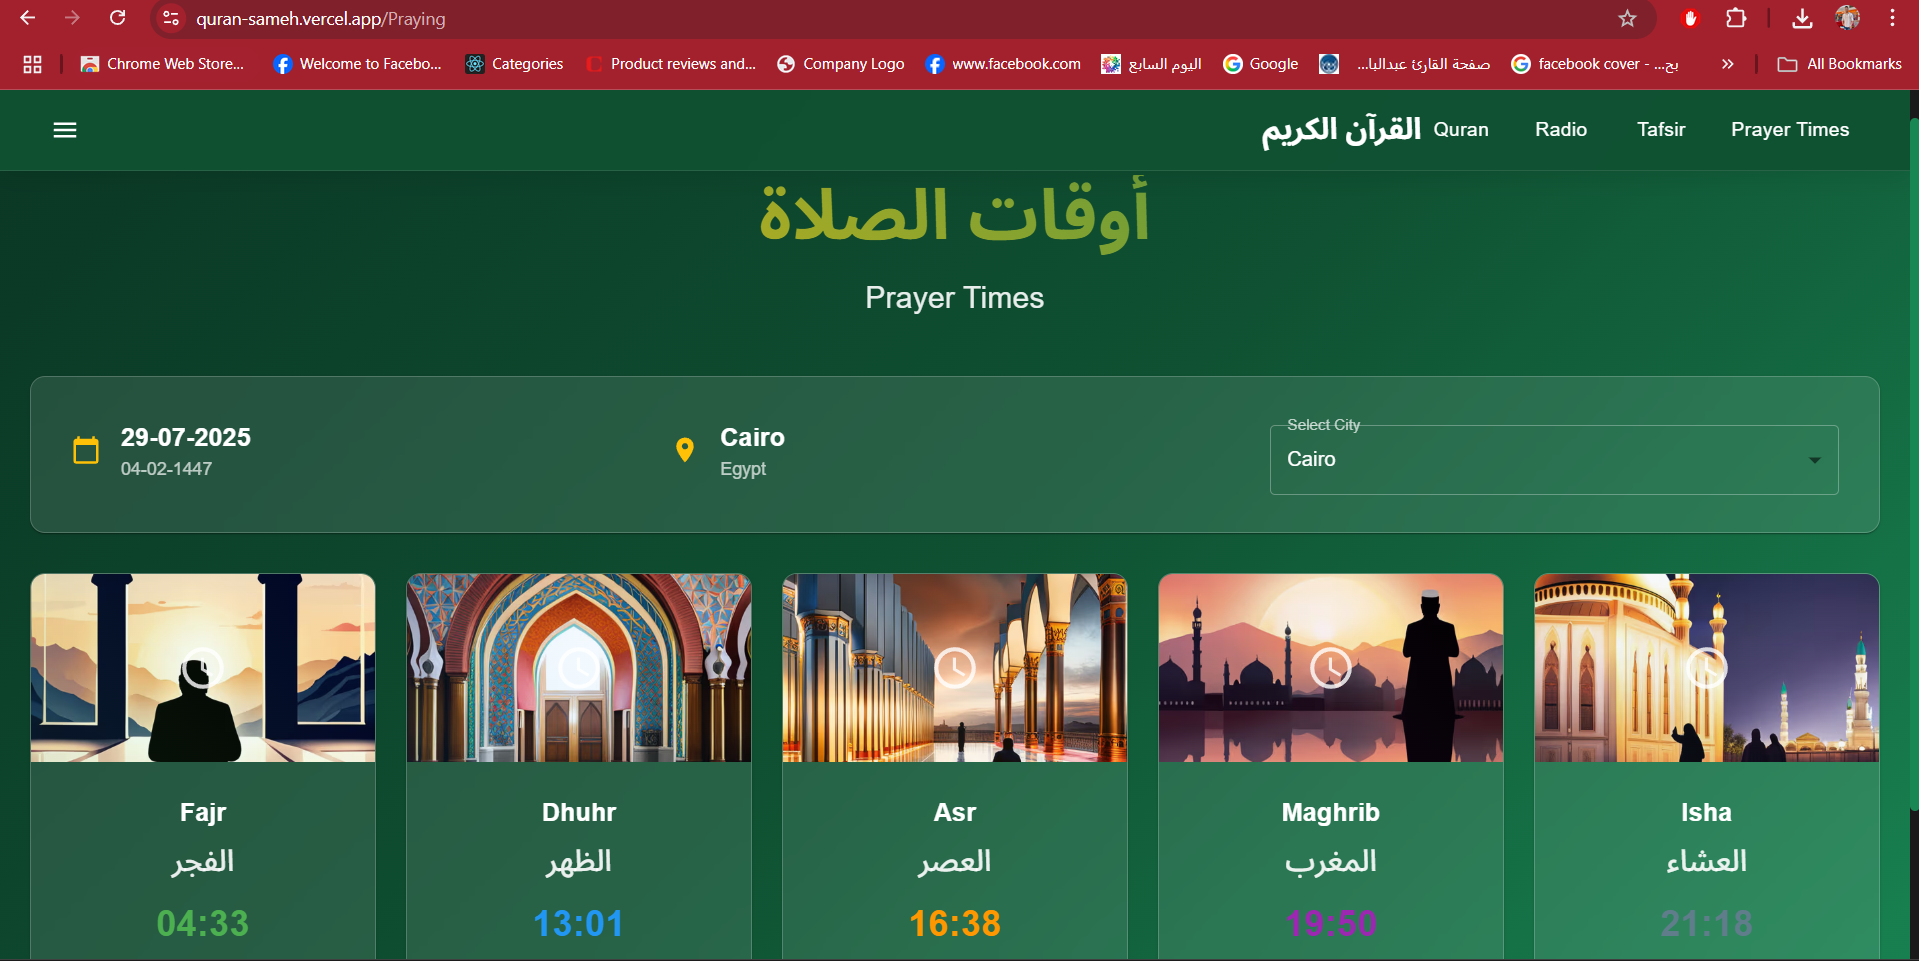 quran-sameh.vercel.app/Praying
Chrome Web Store...
Welcome to Facebo...
Categories
Product reviews and...
Company Logo
www.facebook.com
اليوم السابع
Google
صفحة القارئ عبدالبا...
facebook cover - بح...
All Bookmarks
القرآن الكريم
Quran
Radio
Tafsir
Prayer Times
أوقات الصلاة
Prayer Times
29-07-2025
04-02-1447
Cairo
Egypt
Select City
Cairo
Fajr
الفجر
04:33
Dhuhr
الظهر
13:01
Asr
العصر
16:38
Maghrib
المغرب
19:50
Isha
العشاء
21:18